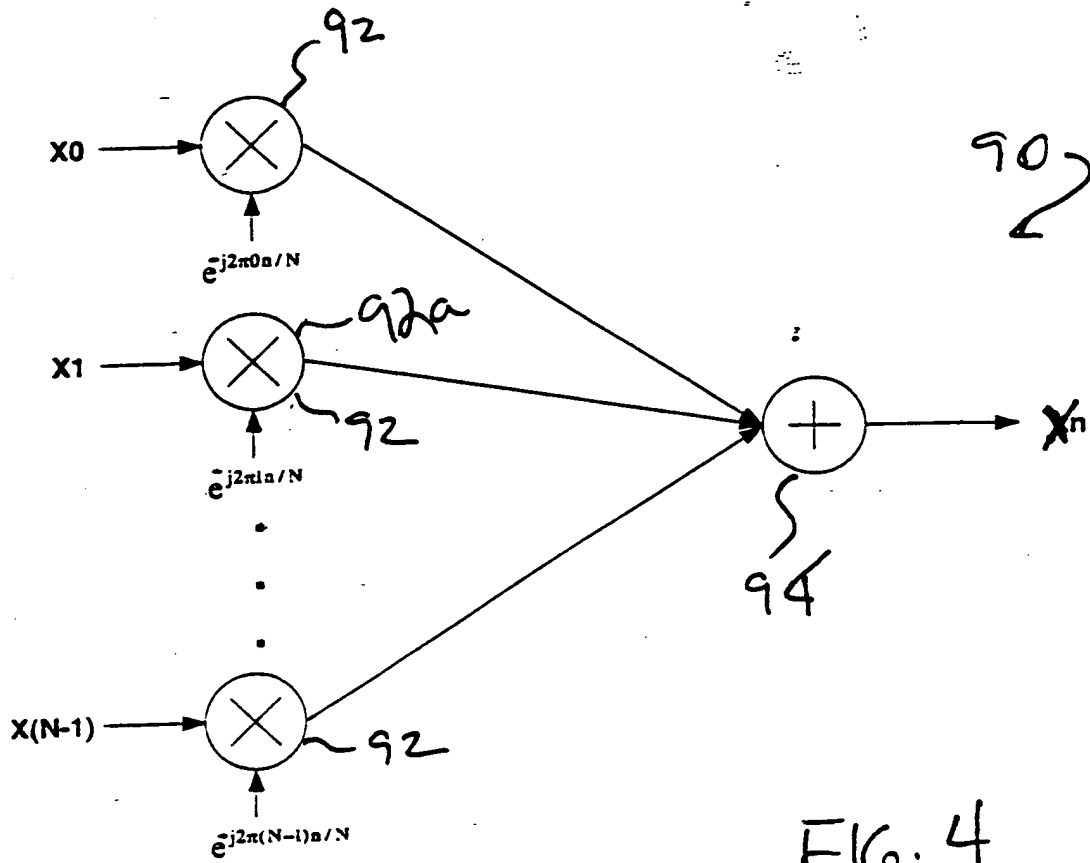 92
X0
90
e^-j2π0n/N
92a
X1
92
Xn
e^-j2π1n/N
94
X(N-1)
92
e^-j2π(N-1)n/N
FIG. 4